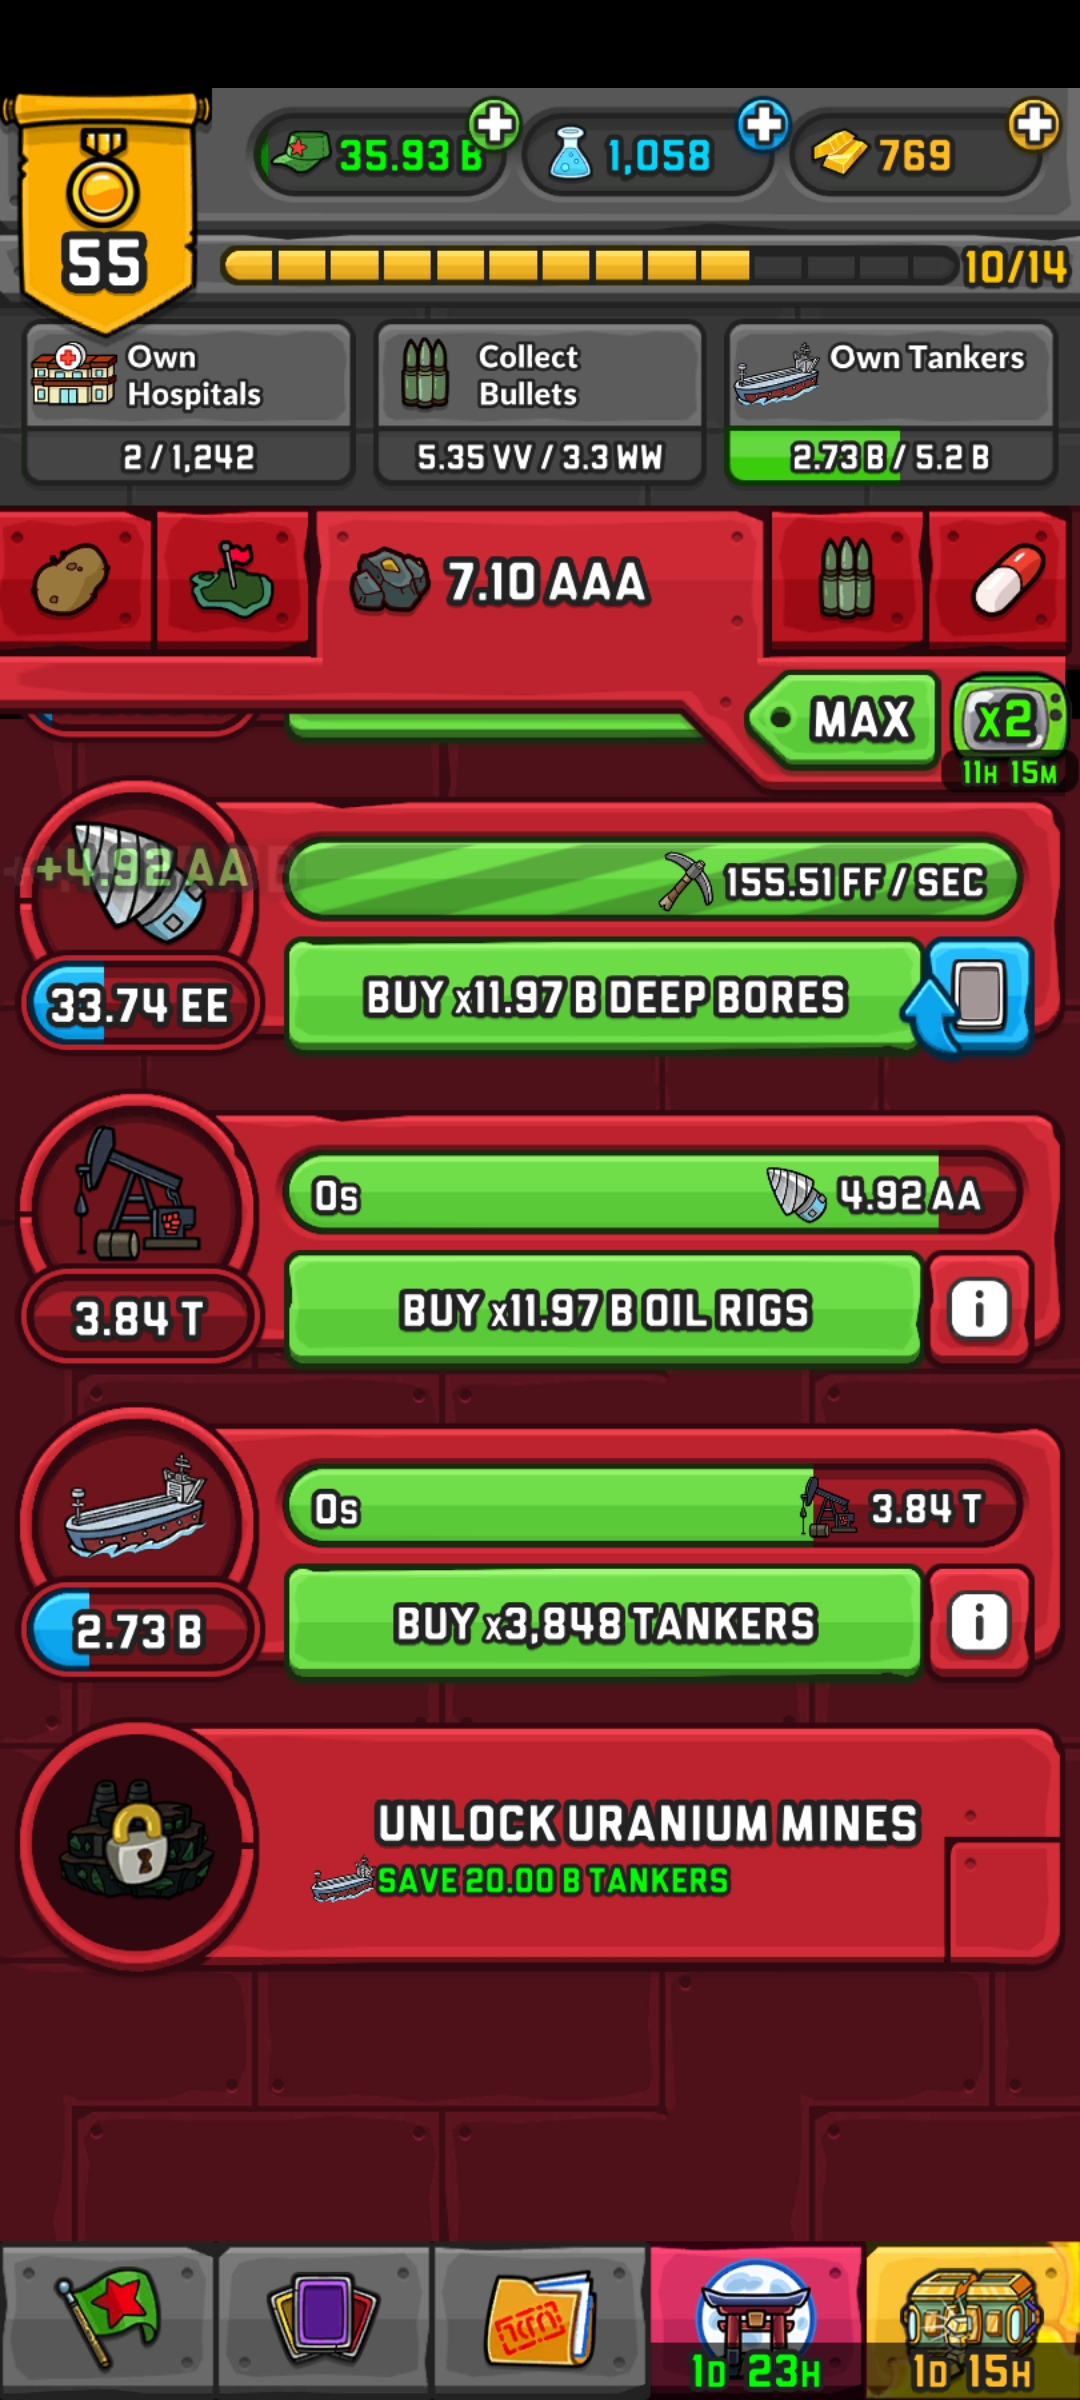 35.93 B
1,058
769
55
10/14
Own
Hospitals
2 / 1,242
Collect
Bullets
5.35 VV / 3.3 WW
Own Tankers
2.73 B / 5.2 B
7.10 AAA
MAX
x2
11H 15M
+4.92 AA
155.51 FF / SEC
33.74 EE
BUY x11.97 B DEEP BORES
0s
4.92 AA
3.84 T
BUY x11.97 B OIL RIGS
i
0s
3.84 T
2.73 B
BUY x3,848 TANKERS
i
UNLOCK URANIUM MINES
SAVE 20.00 B TANKERS
1D 23H
1D 15H